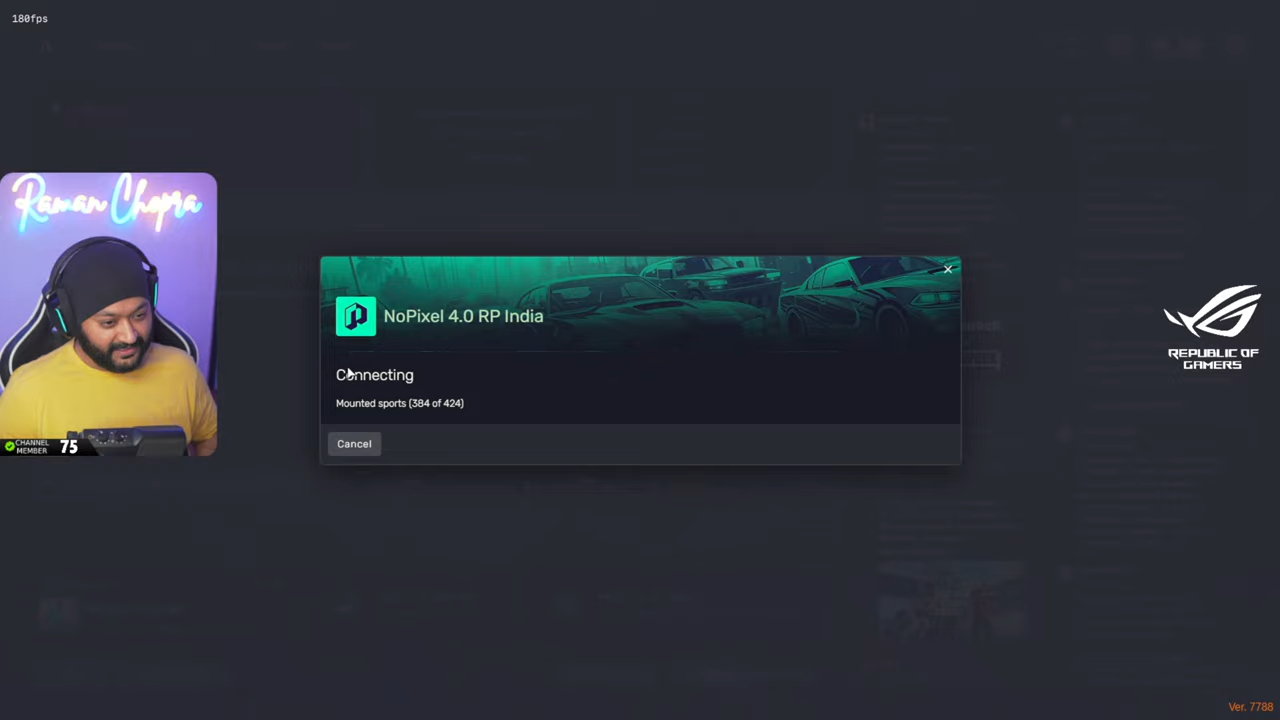 180fps
Raman Chopra
NoPixel 4.0 RP India
Connecting
Mounted sports (384 of 424)
Cancel
CHANNEL
MEMBER
75
REPUBLIC OF
GAMERS
Ver. 7788